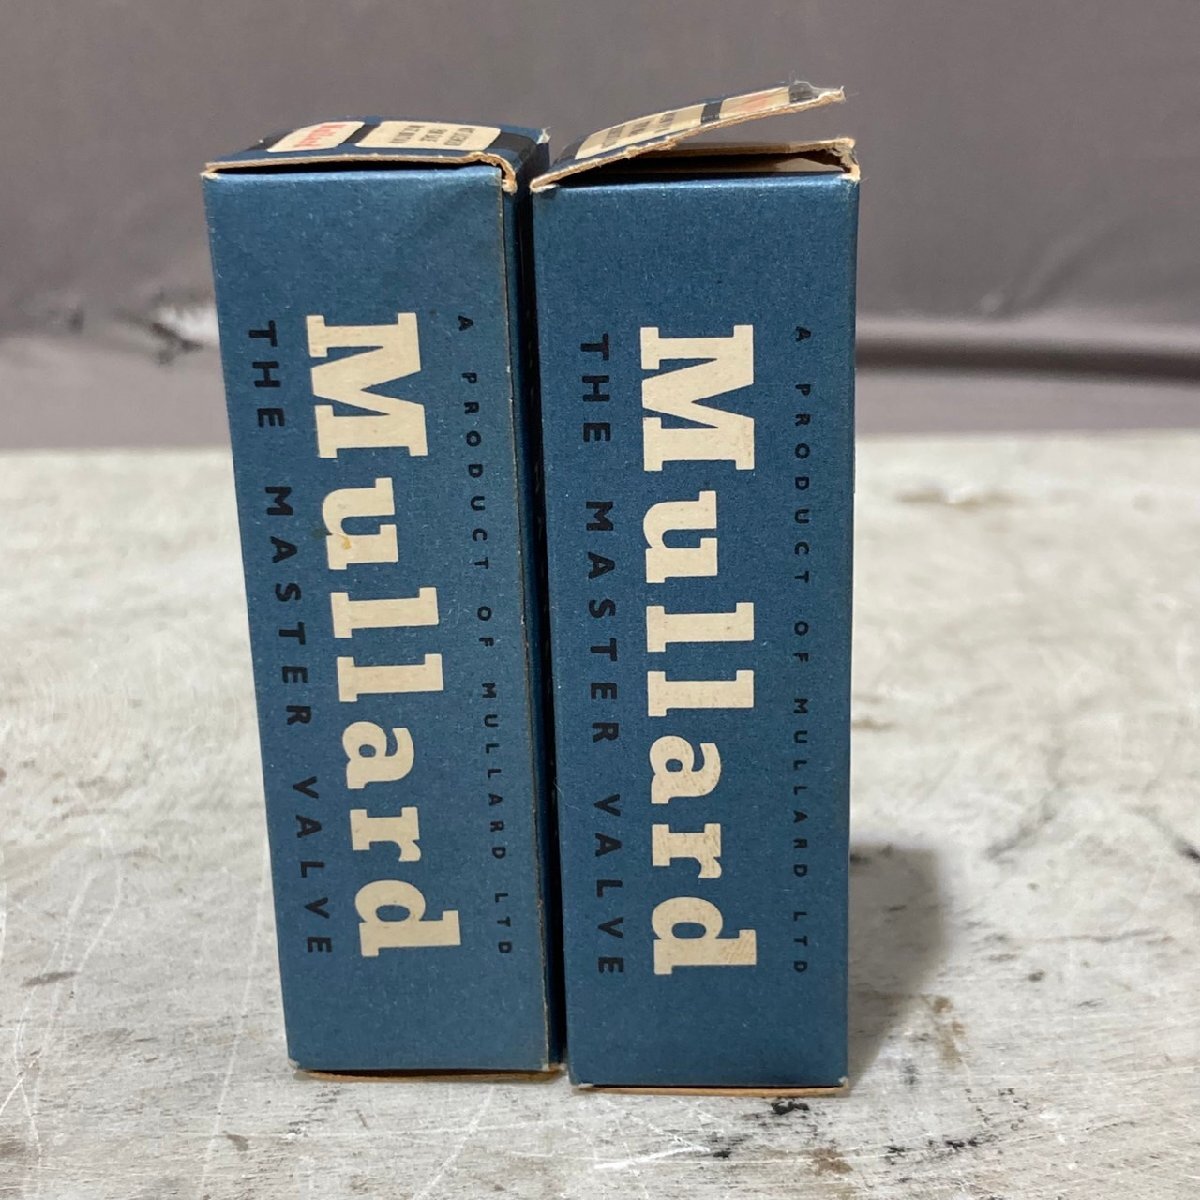 A PRODUCT OF MULLARD LTD
Mullard
THE MASTER VALVE
A PRODUCT OF MULLARD LTD
Mullard
THE MASTER VALVE